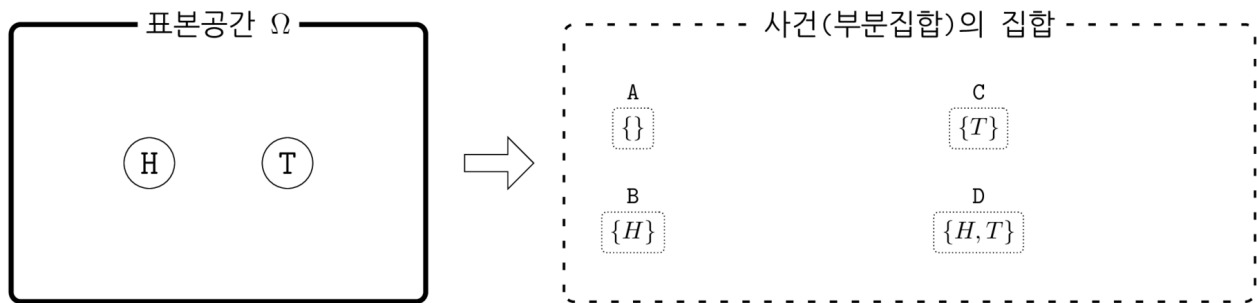 표본공간 Ω
사건(부분집합)의 집합
H T
A
{}
C
{T}
B
{H}
D
{H, T}